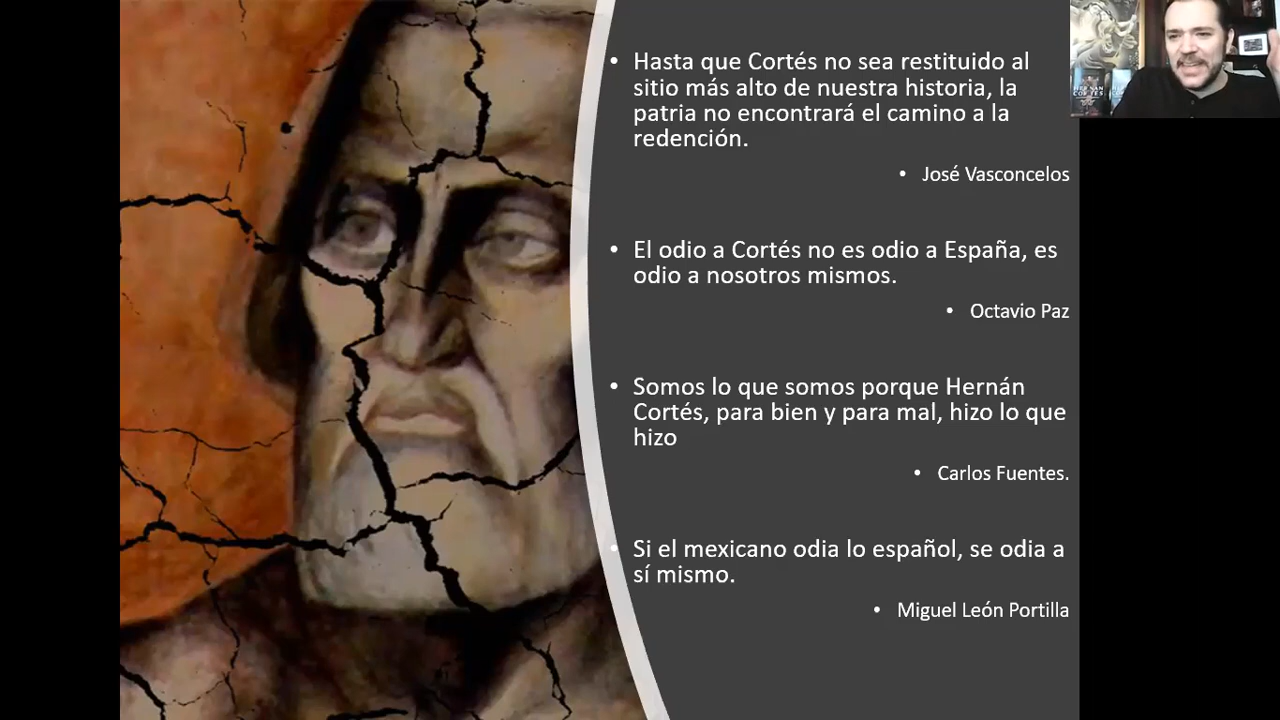 • Hasta que Cortés no sea restituido al
sitio más alto de nuestra historia, la
patria no encontrará el camino a la
redención.
• José Vasconcelos
• El odio a Cortés no es odio a España, es
odio a nosotros mismos.
• Octavio Paz
• Somos lo que somos porque Hernán
Cortés, para bien y para mal, hizo lo que
hizo
• Carlos Fuentes.
• Si el mexicano odia lo español, se odia a
sí mismo.
• Miguel León Portilla
HERNÁN
CORTÉS